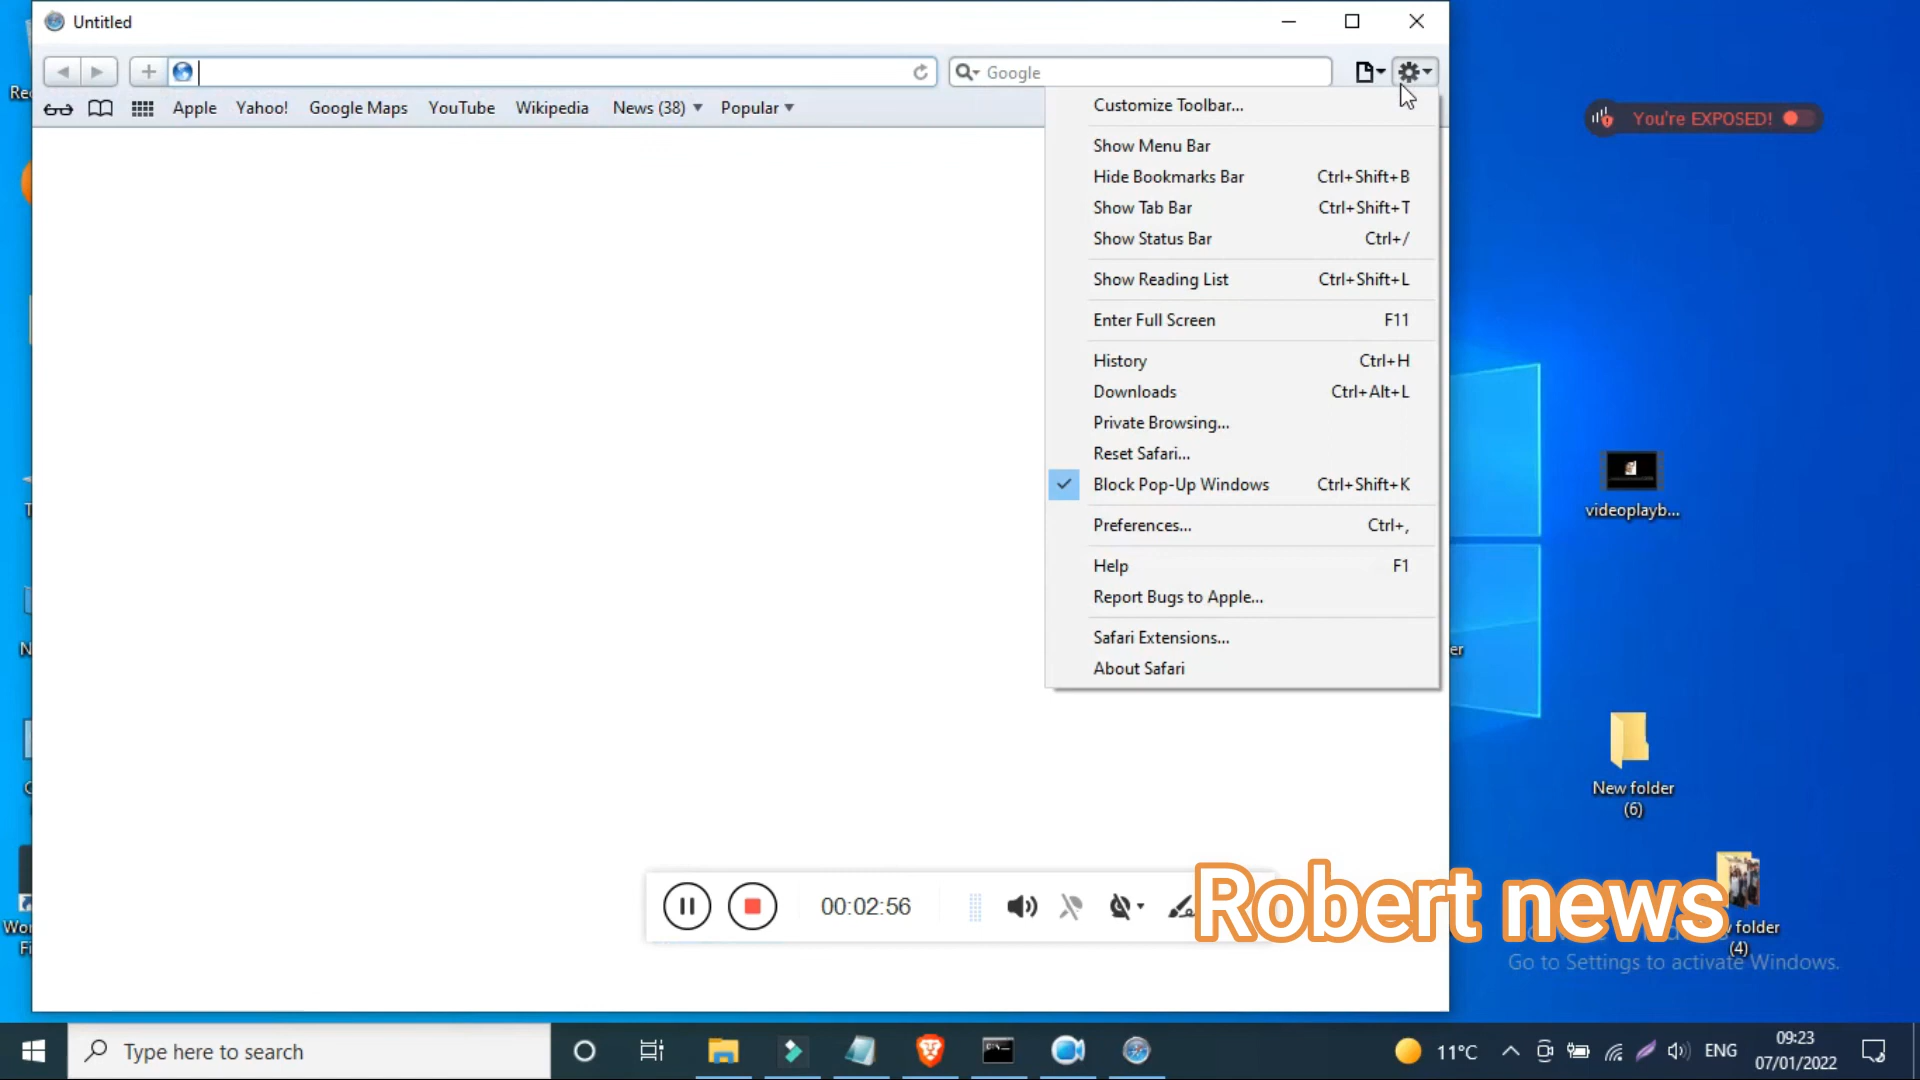 Untitled
Google
Apple
Yahoo!
Google Maps
YouTube
Wikipedia
News (38)
Popular
Customize Toolbar...
Show Menu Bar
Hide Bookmarks Bar Ctrl+Shift+B
Show Tab Bar Ctrl+Shift+T
Show Status Bar Ctrl+/
Show Reading List Ctrl+Shift+L
Enter Full Screen F11
History Ctrl+H
Downloads Ctrl+Alt+L
Private Browsing...
Reset Safari...
Block Pop-Up Windows Ctrl+Shift+K
Preferences... Ctrl+,
Help F1
Report Bugs to Apple...
Safari Extensions...
About Safari
You're EXPOSED!
videoplayb...
New folder
(6)
folder
(4)
00:02:56
Robert news
Go to Settings to activate Windows.
Type here to search
11°C
ENG
09:23
07/01/2022